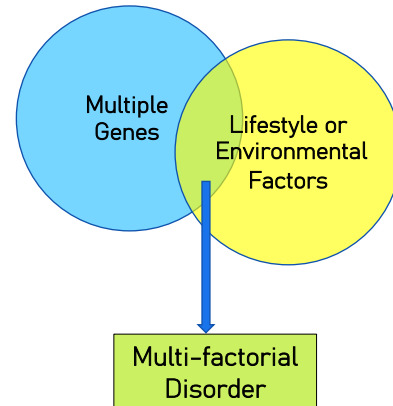 Multiple
Genes
Lifestyle or
Environmental
Factors
Multi-factorial
Disorder